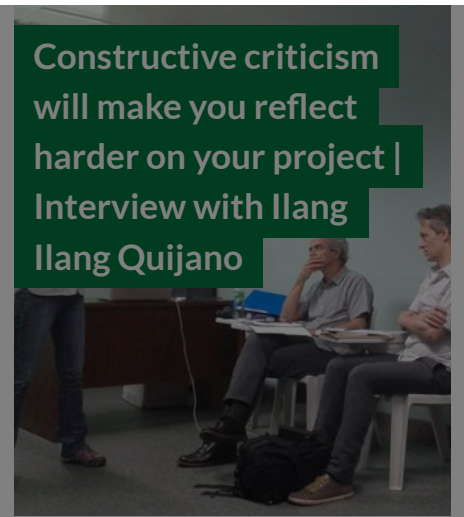 Constructive criticism
will make you reflect
harder on your project |
Interview with Ilang
Ilang Quijano